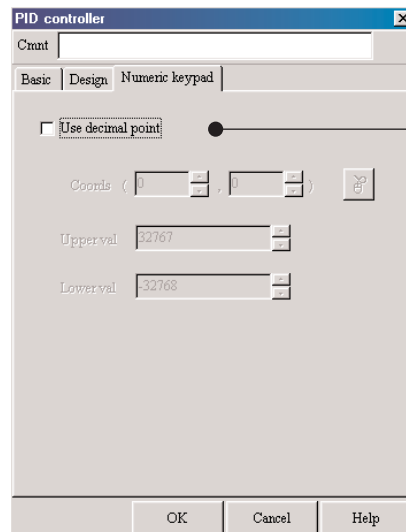 PID controller
Cmnt
Basic Design Numeric keypad
Use decimal point
Coords ( 0 , 0 )
Upper val 32767
Lower val -32768
OK Cancel Help